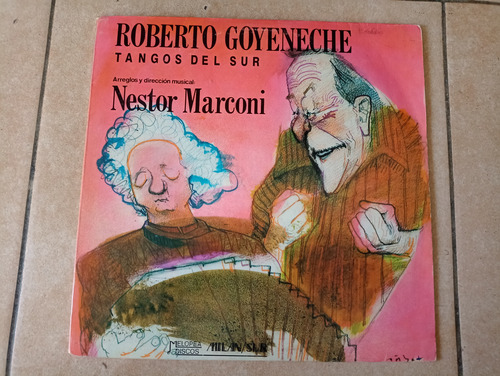 ROBERTO GOYENECHE
TANGOS DEL SUR
Arreglos y dirección musical:
Nestor Marconi
MELOPEA
DISCOS
MILAN/SUR